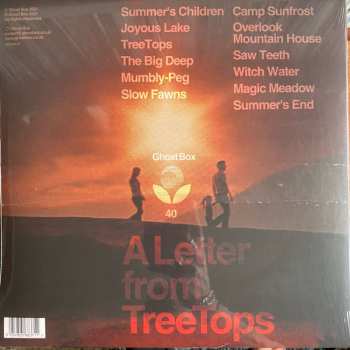 Summer's Children
Joyous Lake
TreeTops
The Big Deep
Mumbly-Peg
Slow Fawns
Camp Sunfrost
Overlook
Mountain House
Saw Teeth
Witch Water
Magic Meadow
Summer's End
Ghost Box
40
A Letter
from
TreeTops